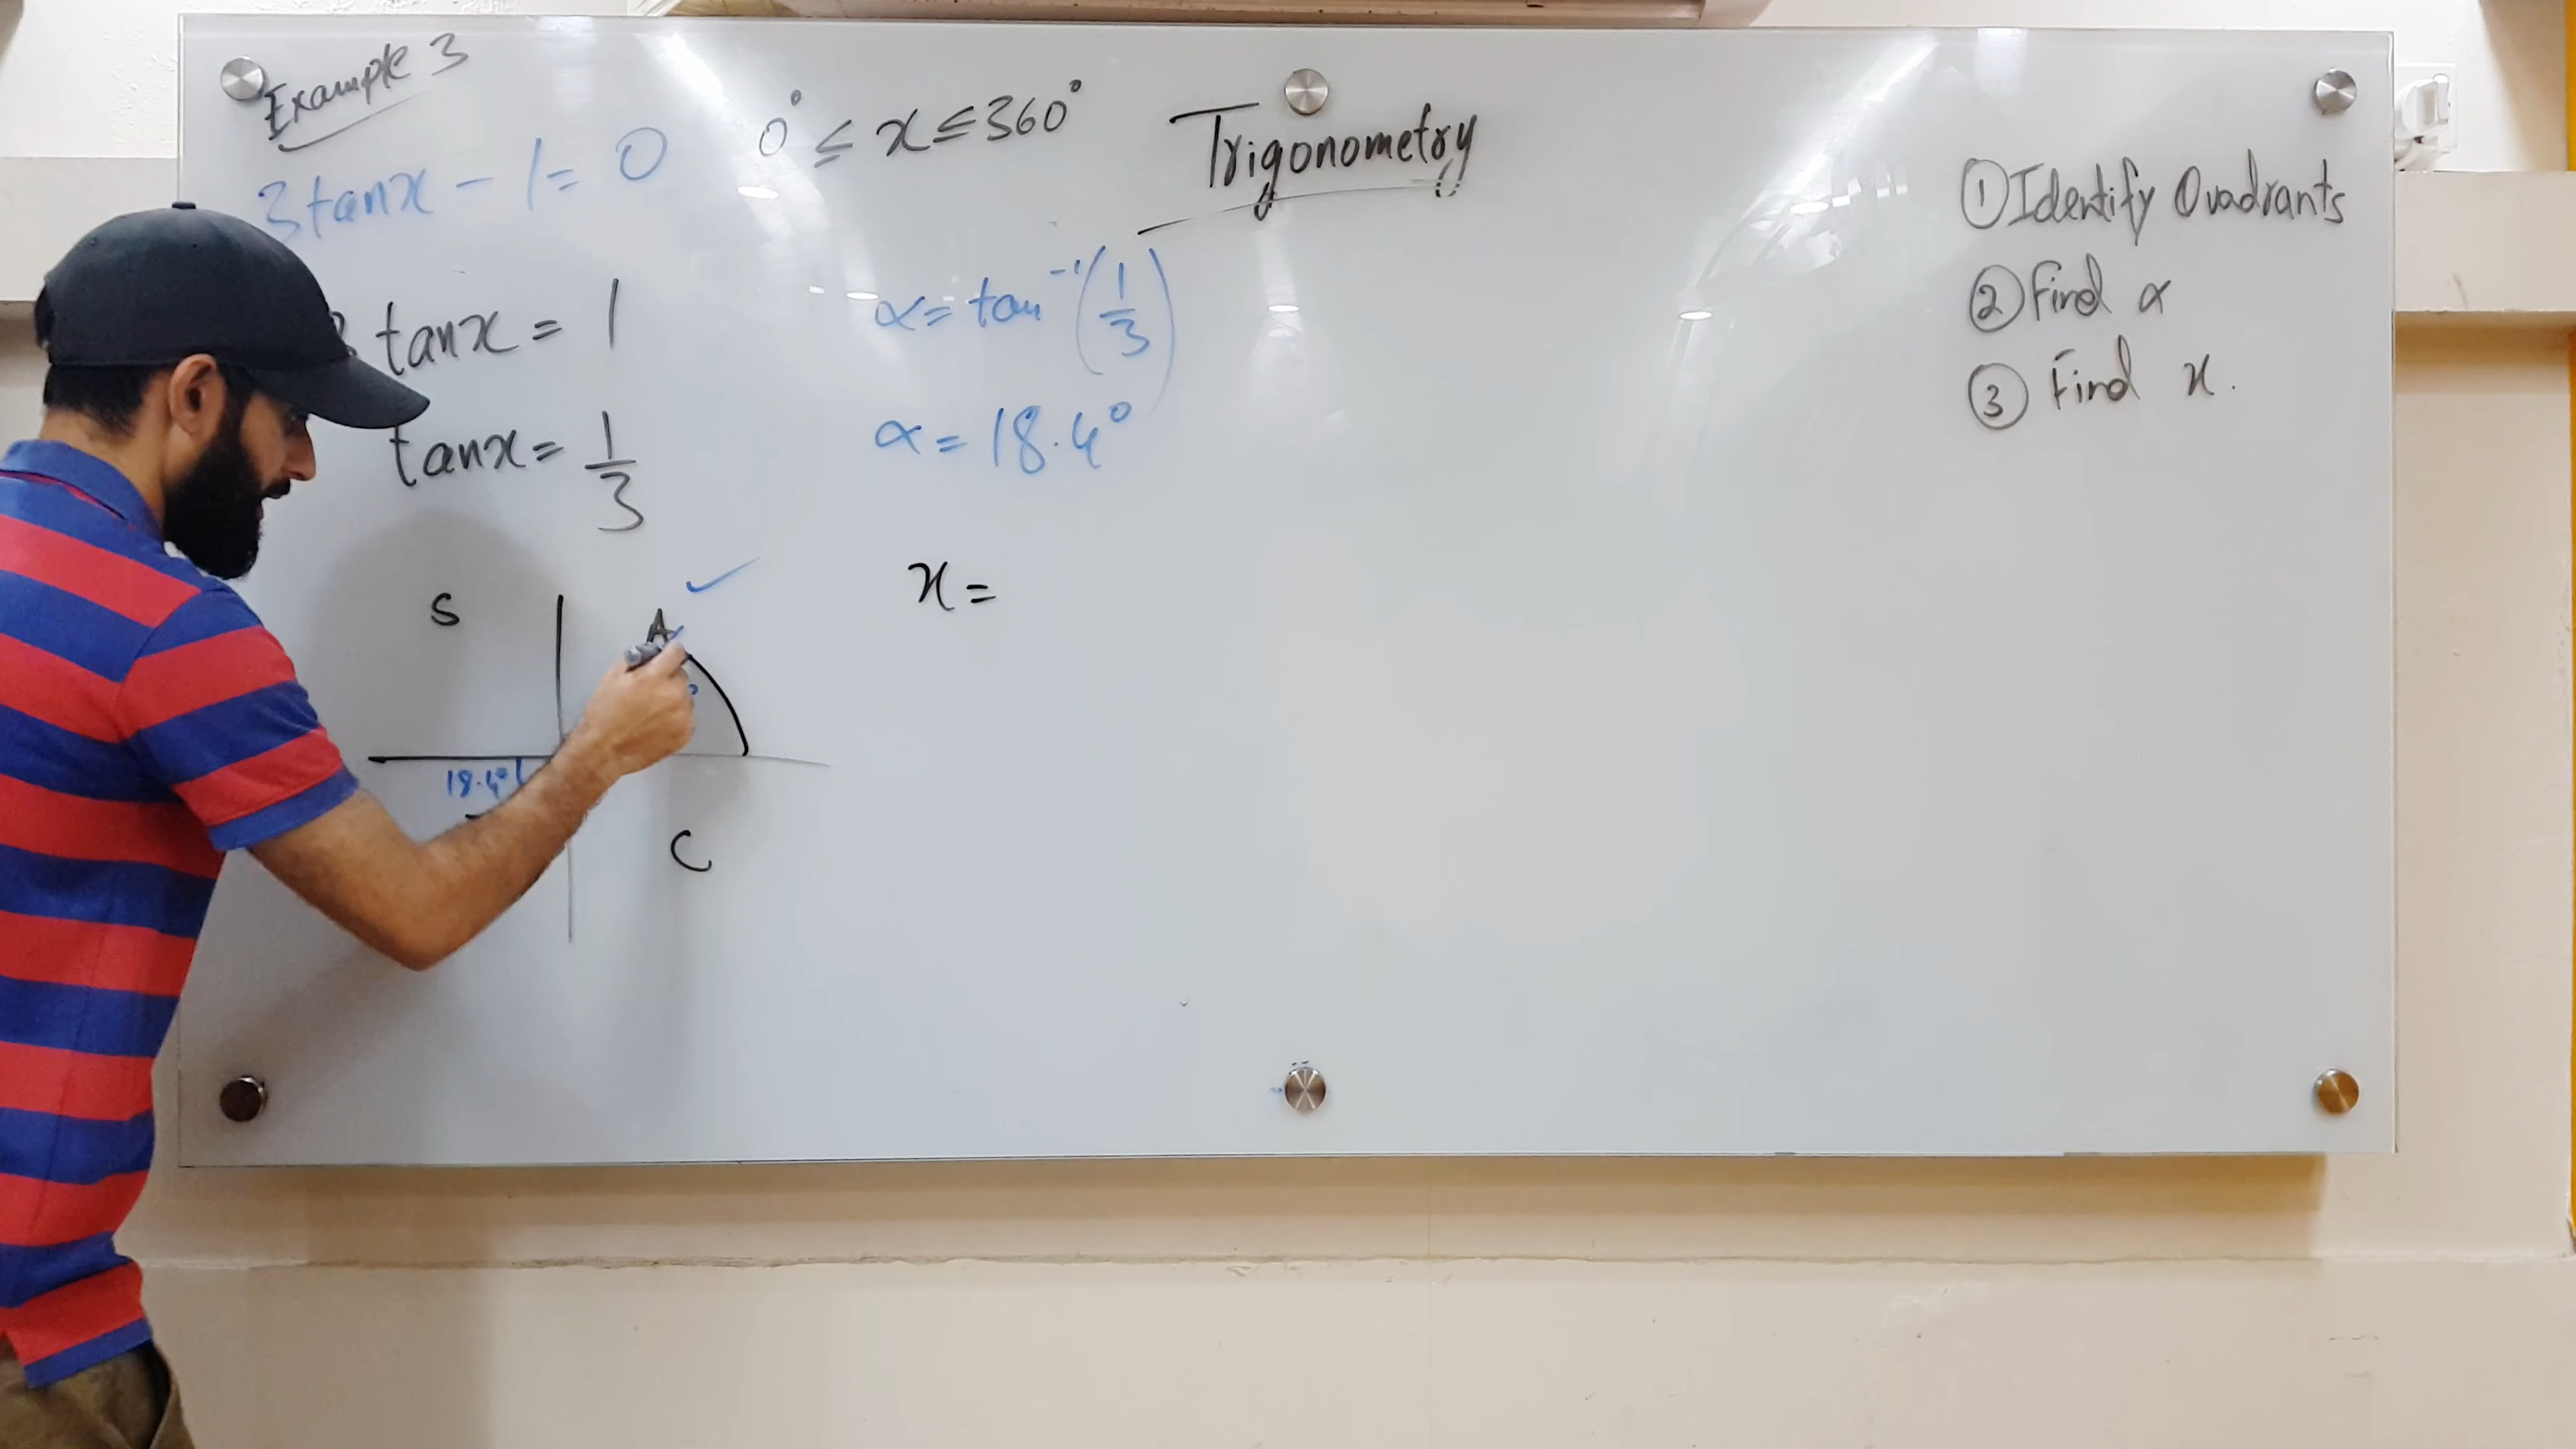 Example 3
3tanx - 1 = 0
0° ≤ x ≤ 360°
Trigonometry
tanx = 1
tanx = 1/3
α = tan⁻¹(1/3)
α = 18.4°
x =
S
A
18.4°
C
① Identify Quadrants
② Find α
③ Find x.